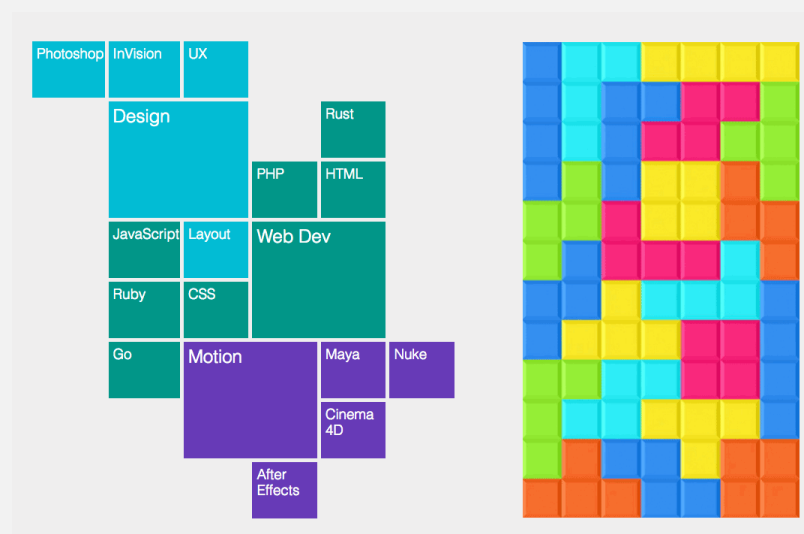 Photoshop
InVision
UX
Design
Rust
PHP
HTML
JavaScript
Layout
Web Dev
Ruby
CSS
Go
Motion
Maya
Nuke
Cinema
4D
After
Effects